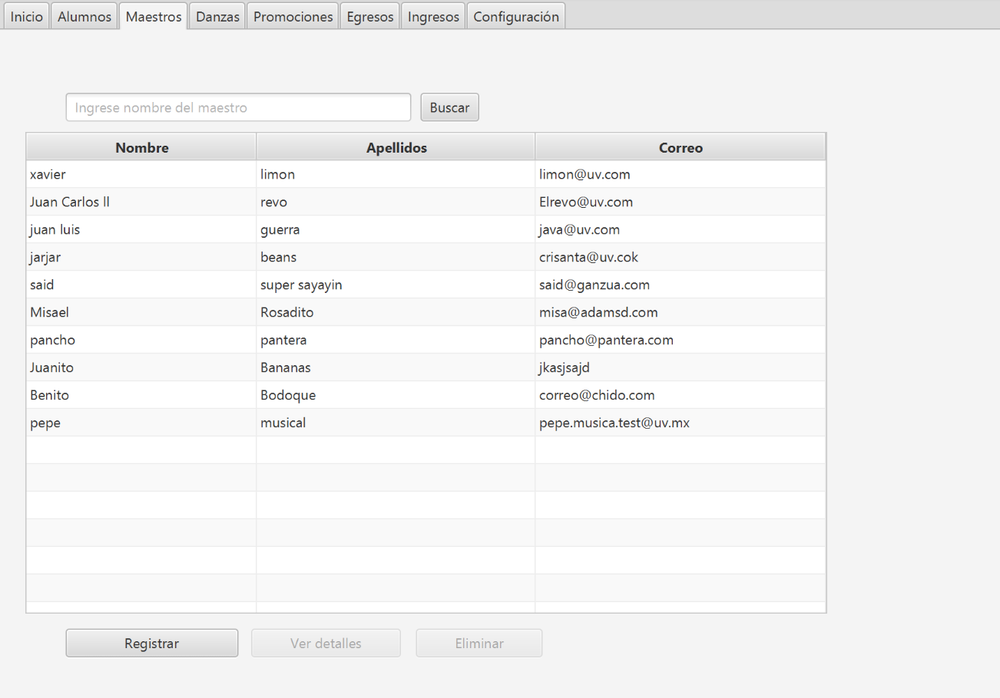 Inicio Alumnos Maestros Danzas Promociones Egresos Ingresos Configuración
Ingrese nombre del maestro Buscar
Nombre Apellidos Correo
xavier limon limon@uv.com
Juan Carlos ll revo Elrevo@uv.com
juan luis guerra java@uv.com
jarjar beans crisanta@uv.cok
said super sayayin said@ganzua.com
Misael Rosadito misa@adamsd.com
pancho pantera pancho@pantera.com
Juanito Bananas jkasjsajd
Benito Bodoque correo@chido.com
pepe musical pepe.musica.test@uv.mx
Registrar Ver detalles Eliminar